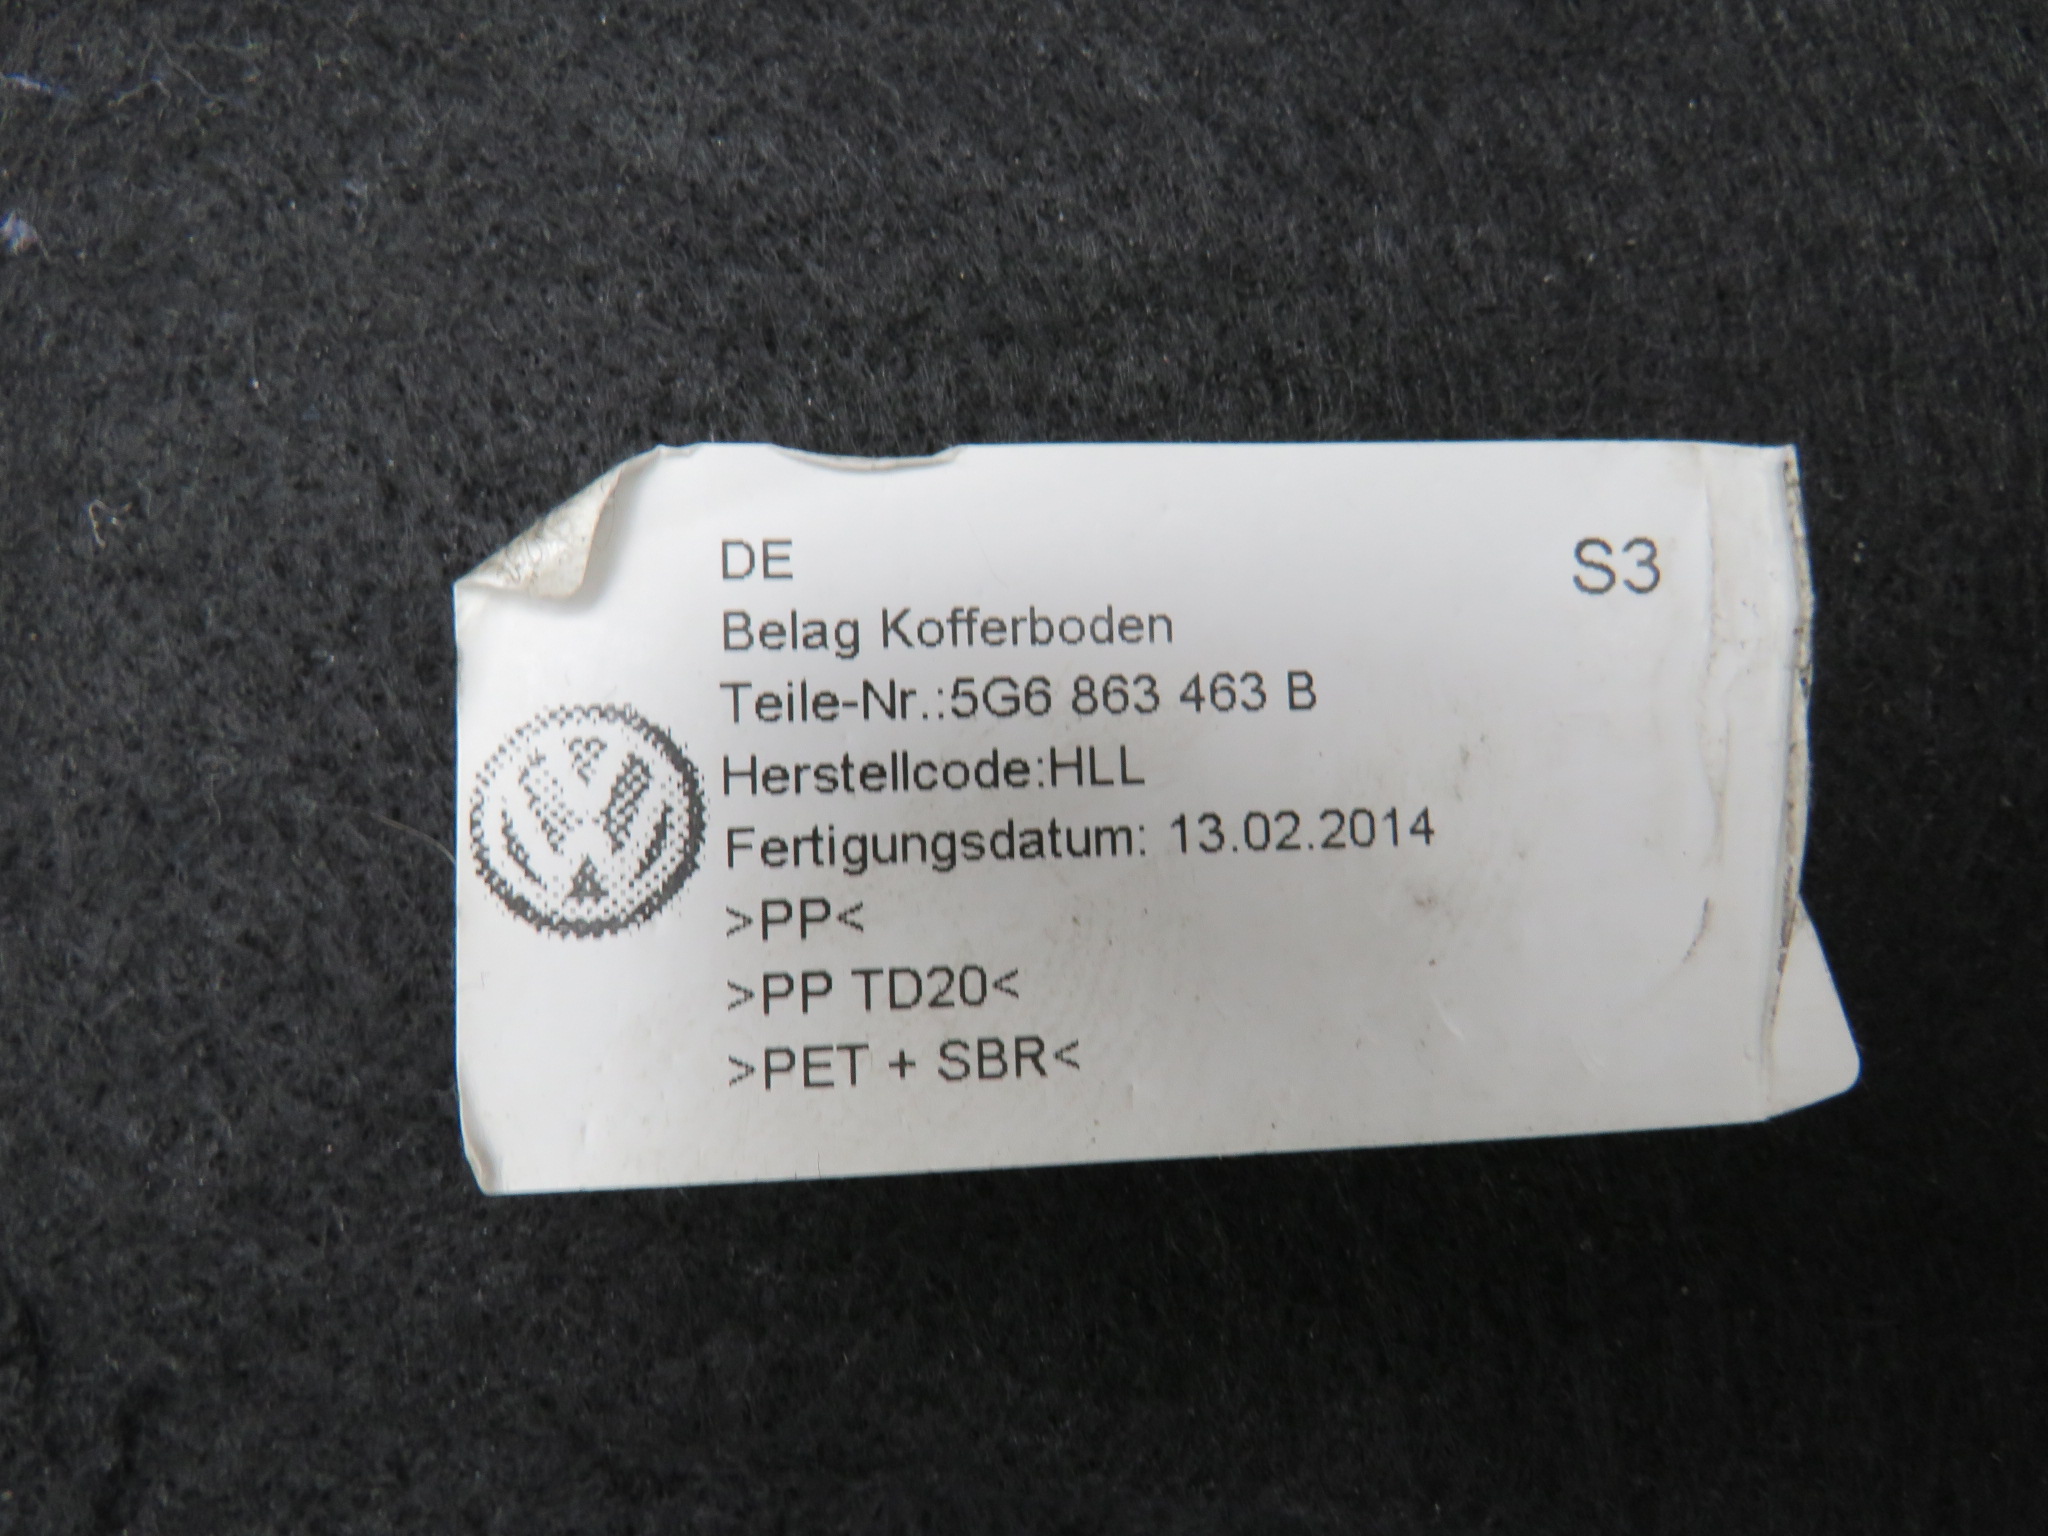 DE
S3
Belag Kofferboden
Teile-Nr.:5G6 863 463 B
Herstellcode:HLL
Fertigungsdatum: 13.02.2014
>PP<
>PP TD20<
>PET + SBR<